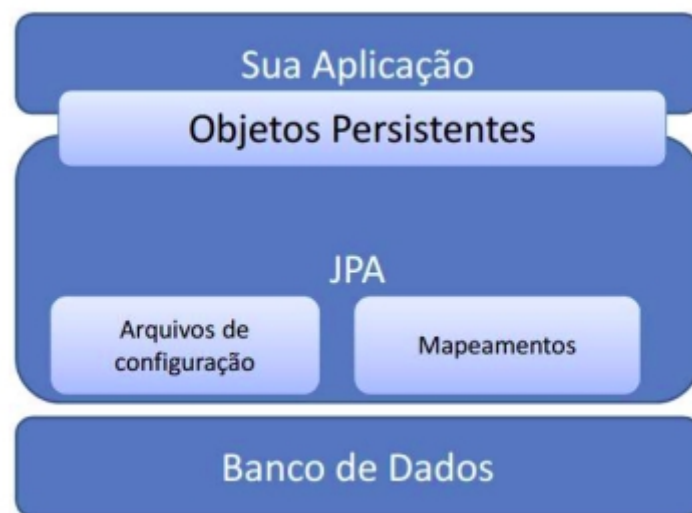 Sua Aplicação
Objetos Persistentes
JPA
Arquivos de
configuração
Mapeamentos
Banco de Dados